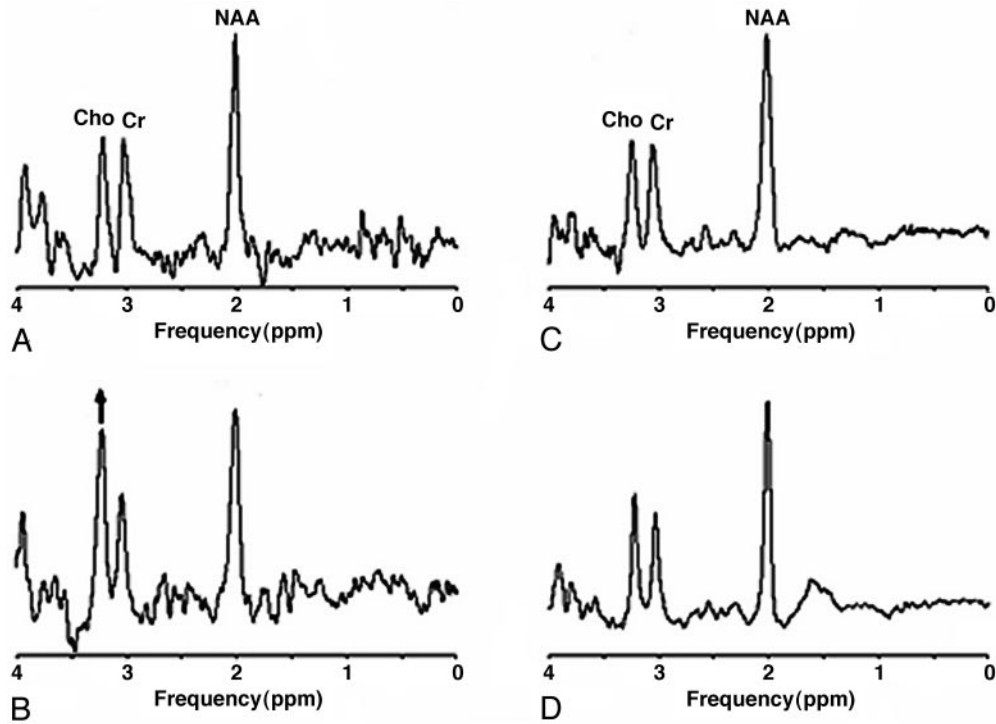 NAA
Cho Cr
4 3 2 1 0
Frequency(ppm)
A
NAA
Cho Cr
4 3 2 1 0
Frequency(ppm)
C
4 3 2 1 0
Frequency(ppm)
B
4 3 2 1 0
Frequency(ppm)
D